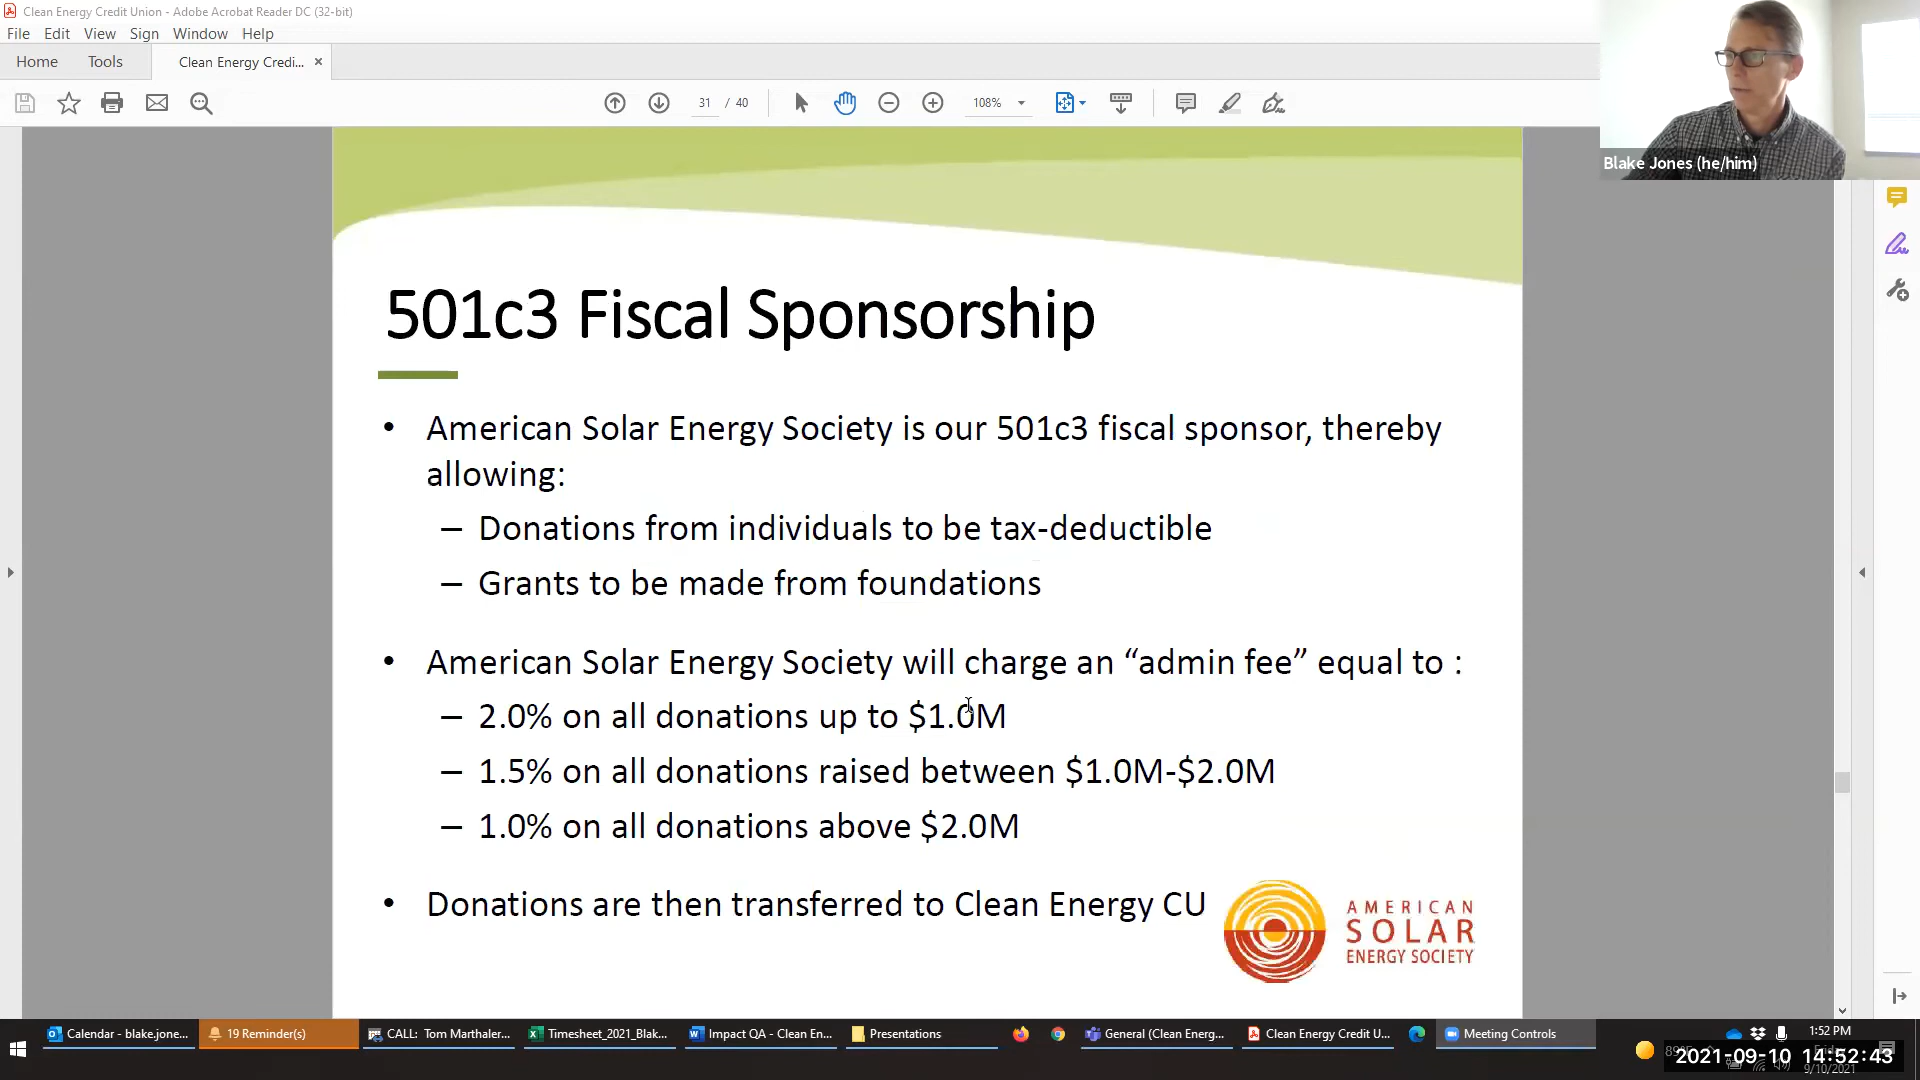 Clean Energy Credit Union - Adobe Acrobat Reader DC (32-bit)
File Edit View Sign Window Help
Home Tools Clean Energy Credi... ×
31 / 40 108%
Blake Jones (he/him)
501c3 Fiscal Sponsorship
• American Solar Energy Society is our 501c3 fiscal sponsor, thereby
allowing:
– Donations from individuals to be tax-deductible
– Grants to be made from foundations
• American Solar Energy Society will charge an “admin fee” equal to :
– 2.0% on all donations up to $1.0M
– 1.5% on all donations raised between $1.0M-$2.0M
– 1.0% on all donations above $2.0M
• Donations are then transferred to Clean Energy CU
AMERICAN
SOLAR
ENERGY SOCIETY
Calendar - blake.jone... 19 Reminder(s) CALL: Tom Marthaler... Timesheet_2021_Blak... Impact QA - Clean En... Presentations General (Clean Energ... Clean Energy Credit U... Meeting Controls 1:52 PM
2021-09-10 14:52:43
9/10/2021